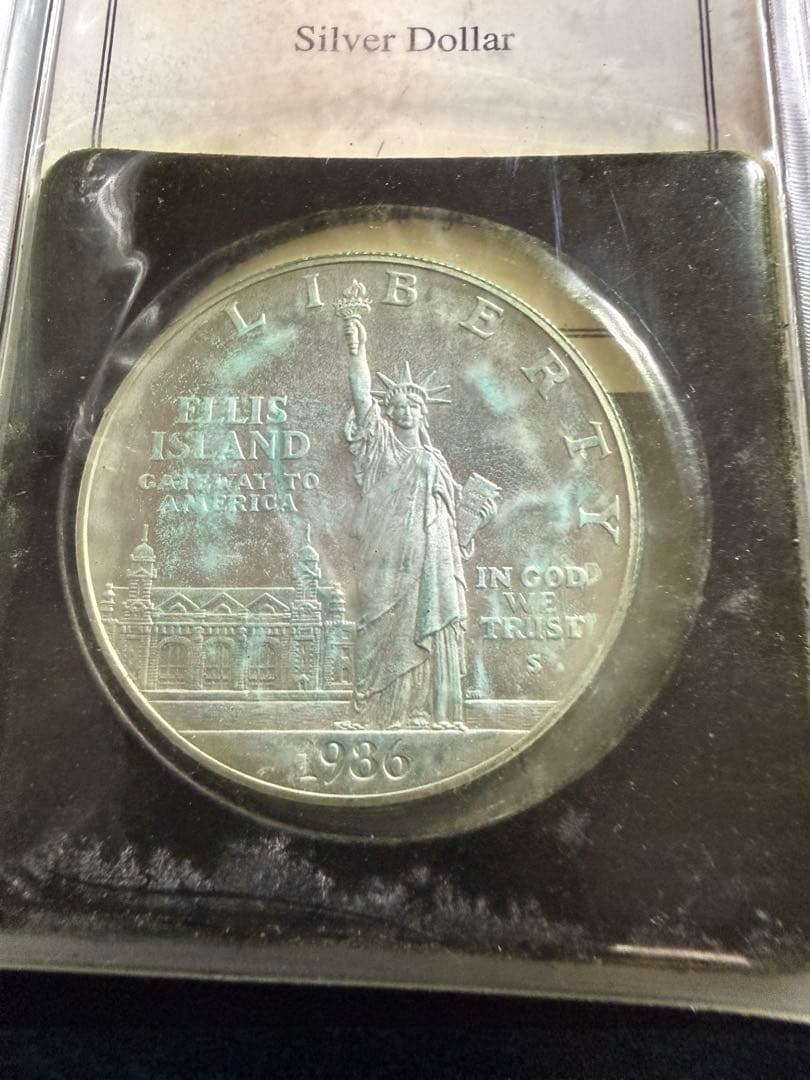 Silver Dollar
LIBERTY
ELLIS
ISLAND
GATEWAY TO
AMERICA
IN GOD
WE
TRUST
S
1986